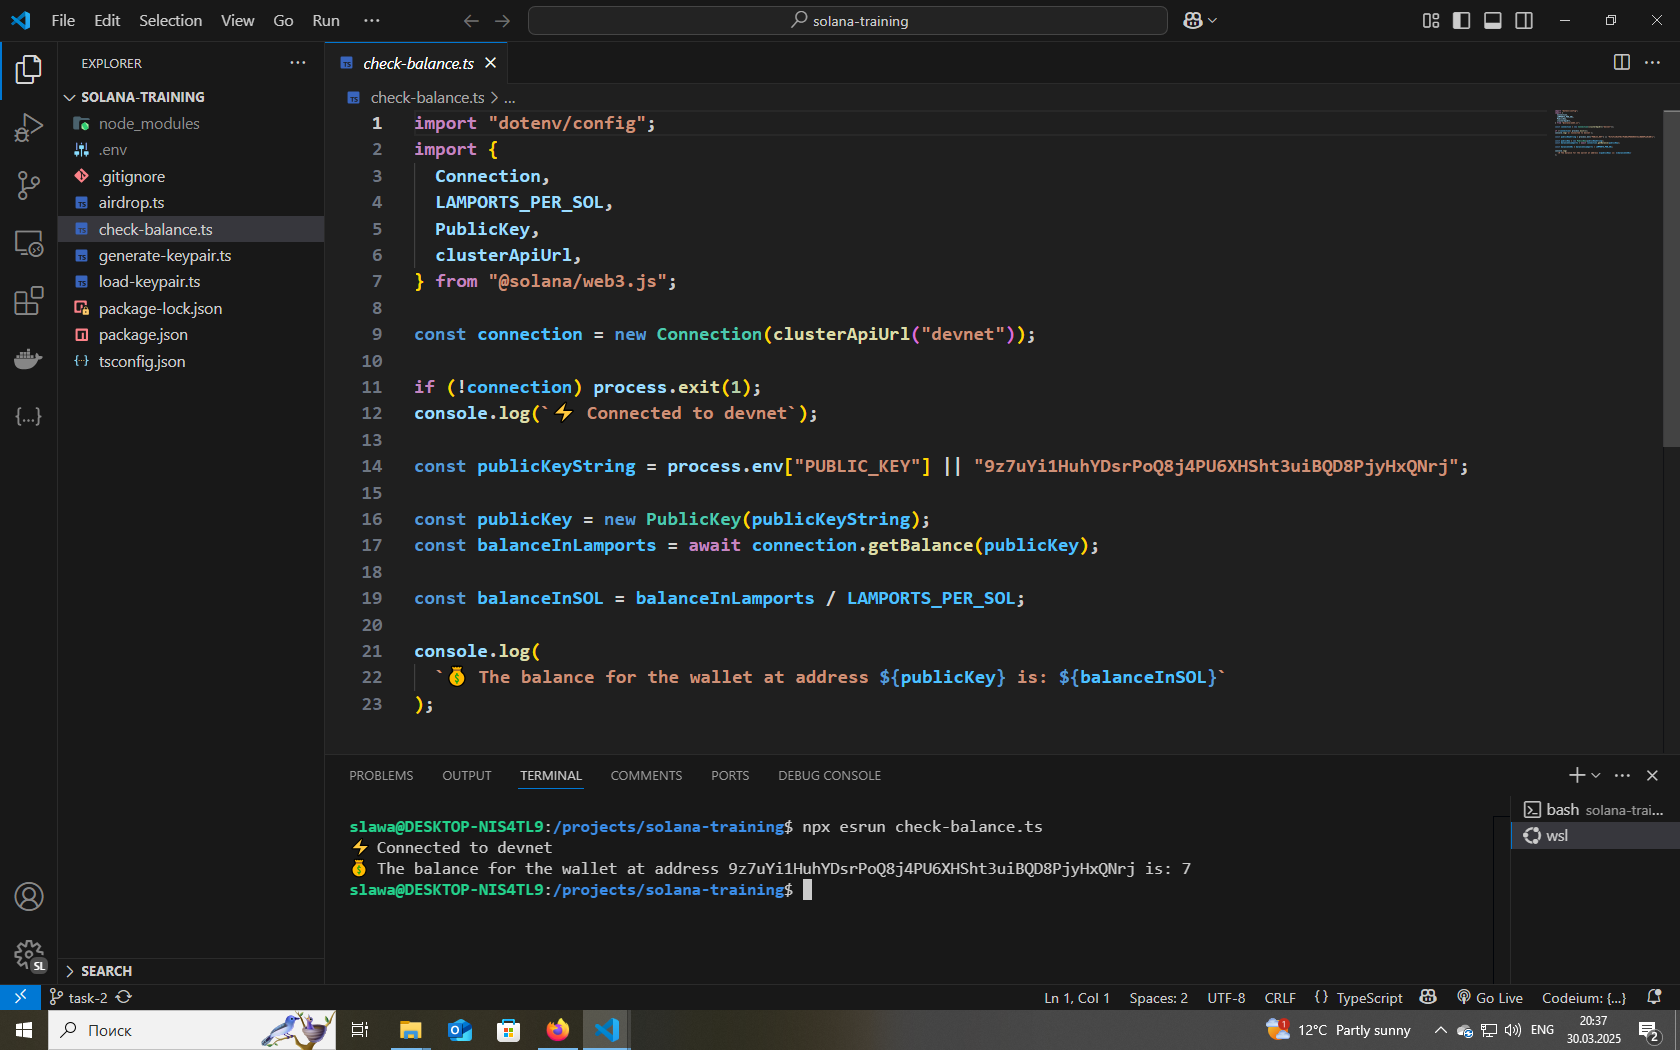 File Edit Selection View Go Run ···
solana-training
EXPLORER ···
check-balance.ts
SOLANA-TRAINING
node_modules
.env
.gitignore
airdrop.ts
check-balance.ts
generate-keypair.ts
load-keypair.ts
package-lock.json
package.json
tsconfig.json
SEARCH
check-balance.ts > ...
1 import "dotenv/config";
2 import {
3 Connection,
4 LAMPORTS_PER_SOL,
5 PublicKey,
6 clusterApiUrl,
7 } from "@solana/web3.js";
8
9 const connection = new Connection(clusterApiUrl("devnet"));
10
11 if (!connection) process.exit(1);
12 console.log(`⚡ Connected to devnet`);
13
14 const publicKeyString = process.env["PUBLIC_KEY"] || "9z7uYi1HuhYDsrPoQ8j4PU6XHSht3uiBQD8PjyHxQNrj";
15
16 const publicKey = new PublicKey(publicKeyString);
17 const balanceInLamports = await connection.getBalance(publicKey);
18
19 const balanceInSOL = balanceInLamports / LAMPORTS_PER_SOL;
20
21 console.log(
22 `💰 The balance for the wallet at address ${publicKey} is: ${balanceInSOL}`
23 );
PROBLEMS OUTPUT TERMINAL COMMENTS PORTS DEBUG CONSOLE
slawa@DESKTOP-NIS4TL9:/projects/solana-training$ npx esrun check-balance.ts
⚡ Connected to devnet
💰 The balance for the wallet at address 9z7uYi1HuhYDsrPoQ8j4PU6XHSht3uiBQD8PjyHxQNrj is: 7
slawa@DESKTOP-NIS4TL9:/projects/solana-training$
bash solana-trai...
wsl
SL
task-2
Ln 1, Col 1 Spaces: 2 UTF-8 CRLF {} TypeScript Go Live Codeium: {...}
Поиск
1
12°C Partly sunny
ENG
20:37
30.03.2025
2